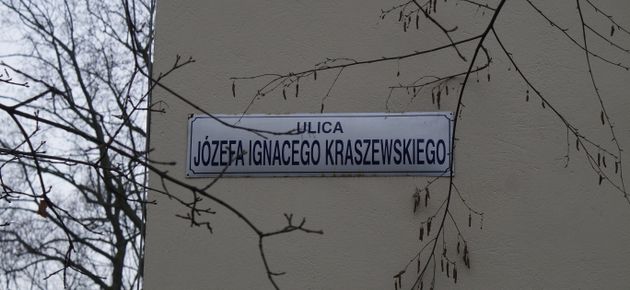 ULICA
JÓZEFA IGNACEGO KRASZEWSKIEGO